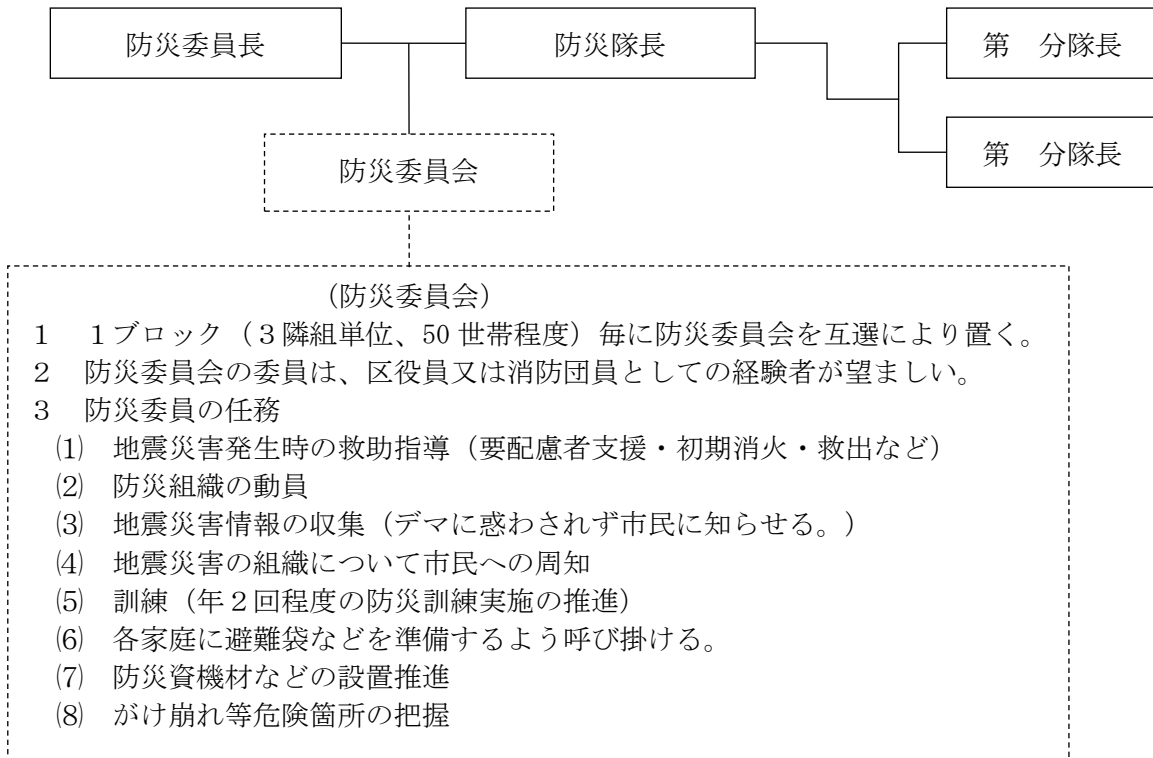 防災委員長
防災隊長
第　分隊長
第　分隊長
防災委員会
（防災委員会）
１　１ブロック（３隣組単位、50 世帯程度）毎に防災委員会を互選により置く。
２　防災委員会の委員は、区役員又は消防団員としての経験者が望ましい。
３　防災委員の任務
⑴　地震災害発生時の救助指導（要配慮者支援・初期消火・救出など）
⑵　防災組織の動員
⑶　地震災害情報の収集（デマに惑わされず市民に知らせる。）
⑷　地震災害の組織について市民への周知
⑸　訓練（年２回程度の防災訓練実施の推進）
⑹　各家庭に避難袋などを準備するよう呼び掛ける。
⑺　防災資機材などの設置推進
⑻　がけ崩れ等危険箇所の把握